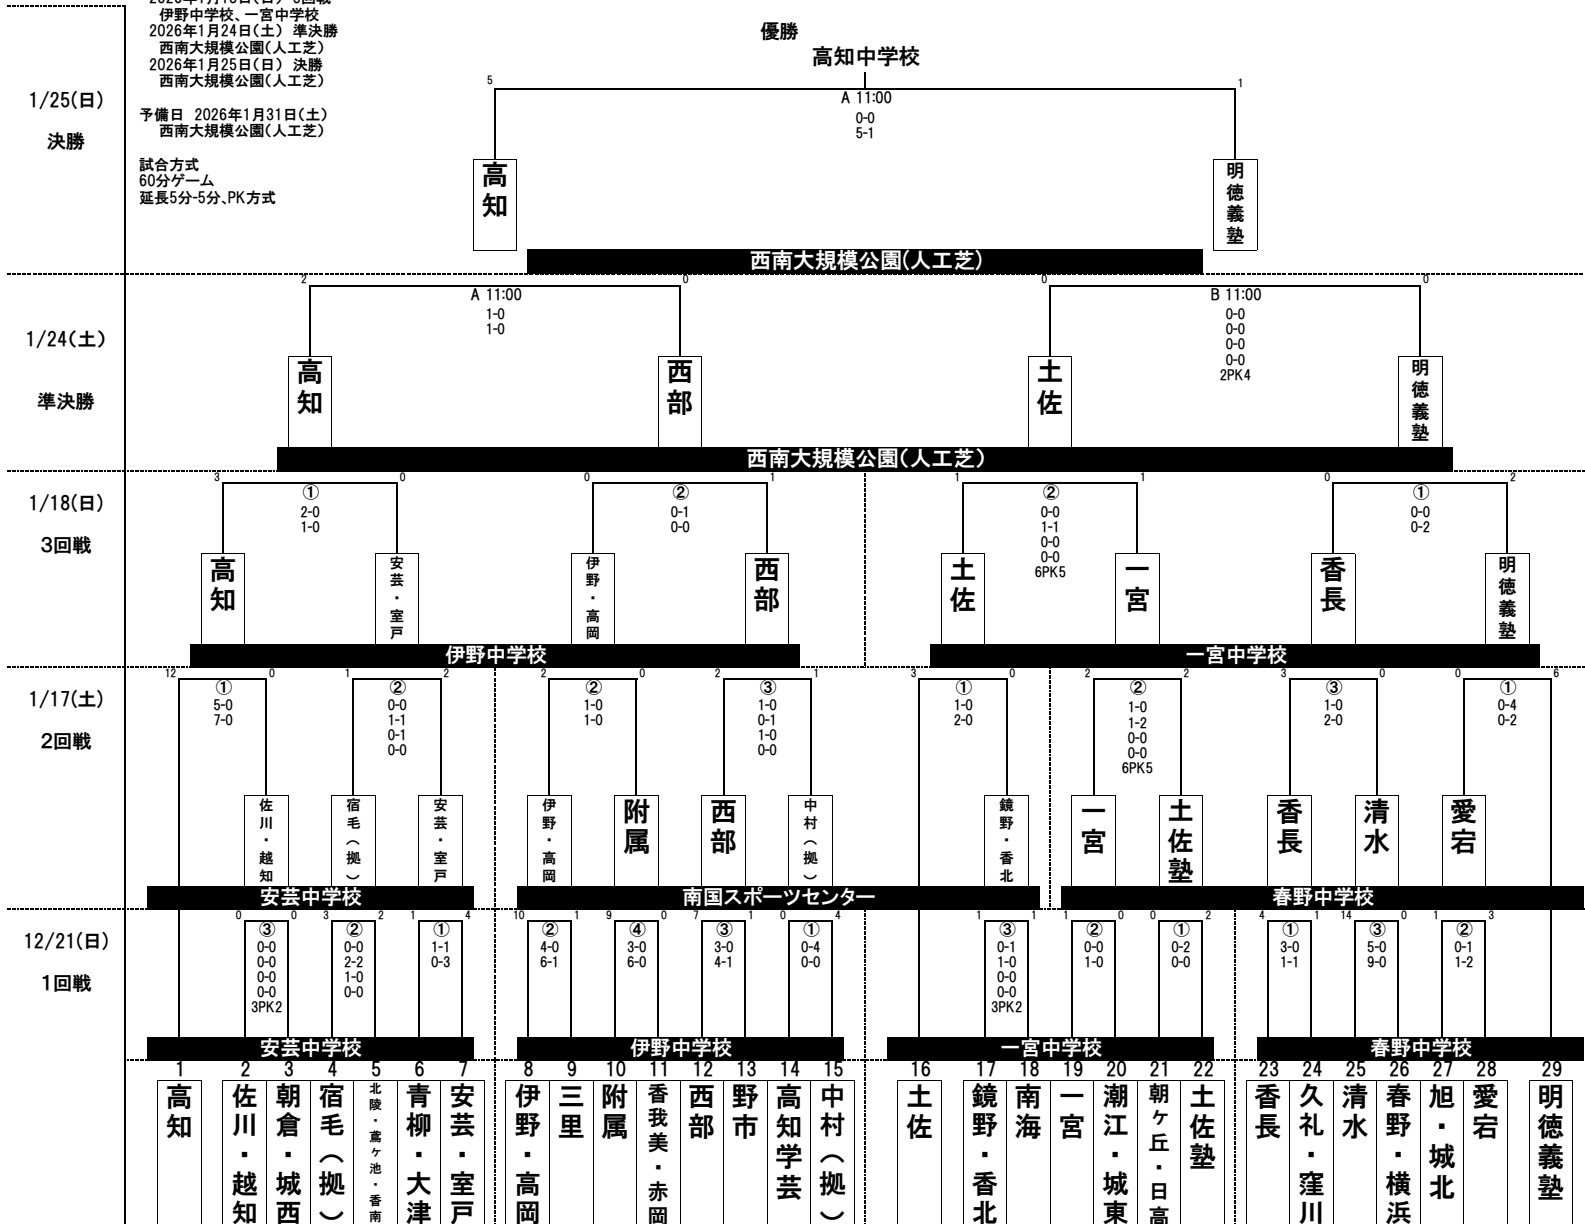 伊野中学校、一宮中学校
2026年1月24日(土) 準決勝
西南大規模公園(人工芝)
2026年1月25日(日) 決勝
西南大規模公園(人工芝)
予備日 2026年1月31日(土)
西南大規模公園(人工芝)
試合方式
60分ゲーム
延長5分-5分、PK方式
優勝
高知中学校
1/25(日)
決勝
5 1
A 11:00
0-0
5-1
高知 明徳義塾
西南大規模公園(人工芝)
1/24(土)
準決勝
2 0 0 0
A 11:00 B 11:00
1-0 0-0
1-0 0-0
0-0
0-0
2PK4
高知 西部 土佐 明徳義塾
西南大規模公園(人工芝)
1/18(日)
3回戦
3 0 0 1 1 1 0 2
① ② ② ①
2-0 0-1 0-0 0-0
1-0 0-0 1-1 0-2
0-0
0-0
6PK5
高知 安芸・室戸 伊野・高岡 西部 土佐 一宮 香長 明徳義塾
伊野中学校 一宮中学校
1/17(土)
2回戦
12 0 1 2 2 0 2 1 3 0 2 2 3 0 0 6
① ② ② ③ ① ② ③ ①
5-0 0-0 1-0 1-0 1-0 1-0 1-0 0-4
7-0 1-1 1-0 0-1 2-0 1-2 2-0 0-2
0-1 1-0 0-0
0-0 0-0 0-0
6PK5
佐川・越知 宿毛(拠) 安芸・室戸 伊野・高岡 附属 西部 中村(拠) 鏡野・香北 一宮 土佐塾 香長 清水 愛宕
安芸中学校 南国スポーツセンター 春野中学校
12/21(日)
1回戦
0 0 3 2 1 4 10 1 9 0 7 1 0 4 1 1 1 0 0 2 4 1 14 0 1 3
③ ② ① ② ④ ③ ① ③ ② ① ① ③ ②
0-0 0-0 1-1 4-0 3-0 3-0 0-4 0-1 0-0 0-2 3-0 5-0 0-1
0-0 2-2 0-3 6-1 6-0 4-1 0-0 1-0 1-0 0-0 1-1 9-0 1-2
0-0 1-0 0-0
0-0 0-0 0-0
3PK2 3PK2
安芸中学校 伊野中学校 一宮中学校 春野中学校
1 2 3 4 5 6 7 8 9 10 11 12 13 14 15 16 17 18 19 20 21 22 23 24 25 26 27 28 29
高知 佐川・越知 朝倉・城西 宿毛(拠) 北陵・鳶ヶ池・香南 青柳・大津 安芸・室戸 伊野・高岡 三里 附属 香我美・赤岡 西部 野市 高知学芸 中村(拠) 土佐 鏡野・香北 南海 一宮 潮江・城東 朝ヶ丘・日高 土佐塾 香長 久礼・窪川 清水 春野・横浜 旭・城北 愛宕 明徳義塾